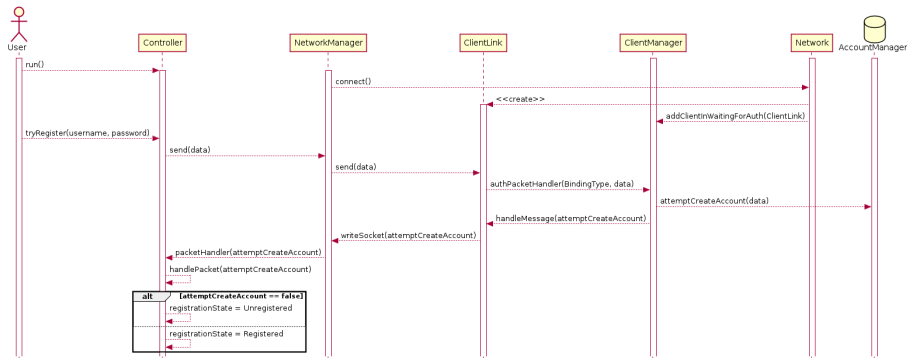 User
Controller
NetworkManager
ClientLink
ClientManager
Network
AccountManager
run()
connect()
<<create>>
addClientInWaitingForAuth(ClientLink)
tryRegister(username, password)
send(data)
send(data)
authPacketHandler(BindingType, data)
attemptCreateAccount(data)
handleMessage(attemptCreateAccount)
writeSocket(attemptCreateAccount)
packetHandler(attemptCreateAccount)
handlePacket(attemptCreateAccount)
alt [attemptCreateAccount == false]
registrationState = Unregistered
registrationState = Registered